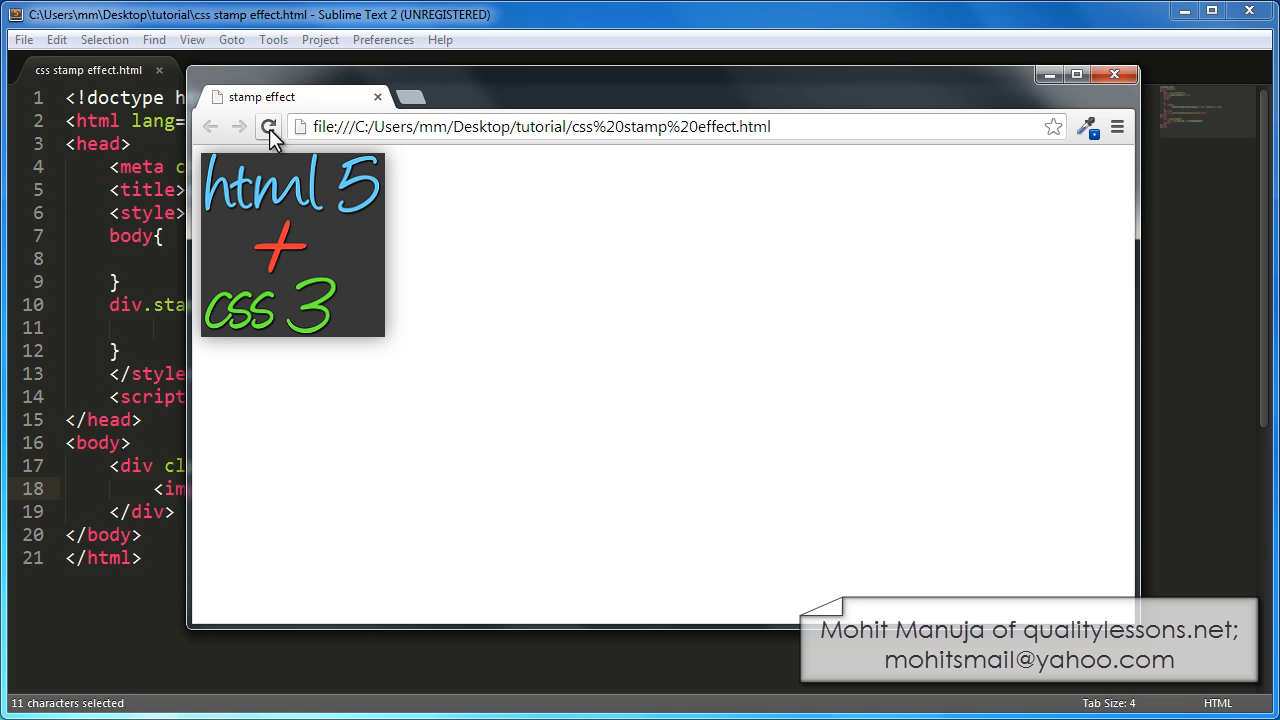 C:\Users\mm\Desktop\tutorial\css stamp effect.html - Sublime Text 2 (UNREGISTERED)
File Edit Selection Find View Goto Tools Project Preferences Help
css stamp effect.html
stamp effect
file:///C:/Users/mm/Desktop/tutorial/css%20stamp%20effect.html
1 <!doctype h
2 <html lang=
3 <head>
4 <meta c
5 <title>
6 <style>
7 body{
8
9 }
10 div.sta
11
12 }
13 </style
14 <script
15 </head>
16 <body>
17 <div cl
18 <im
19 </div>
20 </body>
21 </html>
html 5
+
css 3
Mohit Manuja of qualitylessons.net;
mohitsmail@yahoo.com
11 characters selected Tab Size: 4 HTML